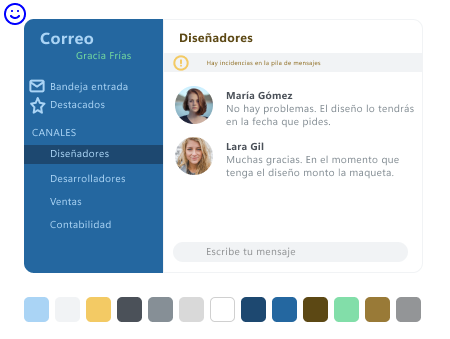 Correo
Gracia Frías
Bandeja entrada
Destacados
CANALES
Diseñadores
Desarrolladores
Ventas
Contabilidad
Diseñadores
Hay incidencias en la pila de mensajes
María Gómez
No hay problemas. El diseño lo tendrás
en la fecha que pides.
Lara Gil
Muchas gracias. En el momento que
tenga el diseño monto la maqueta.
Escribe tu mensaje